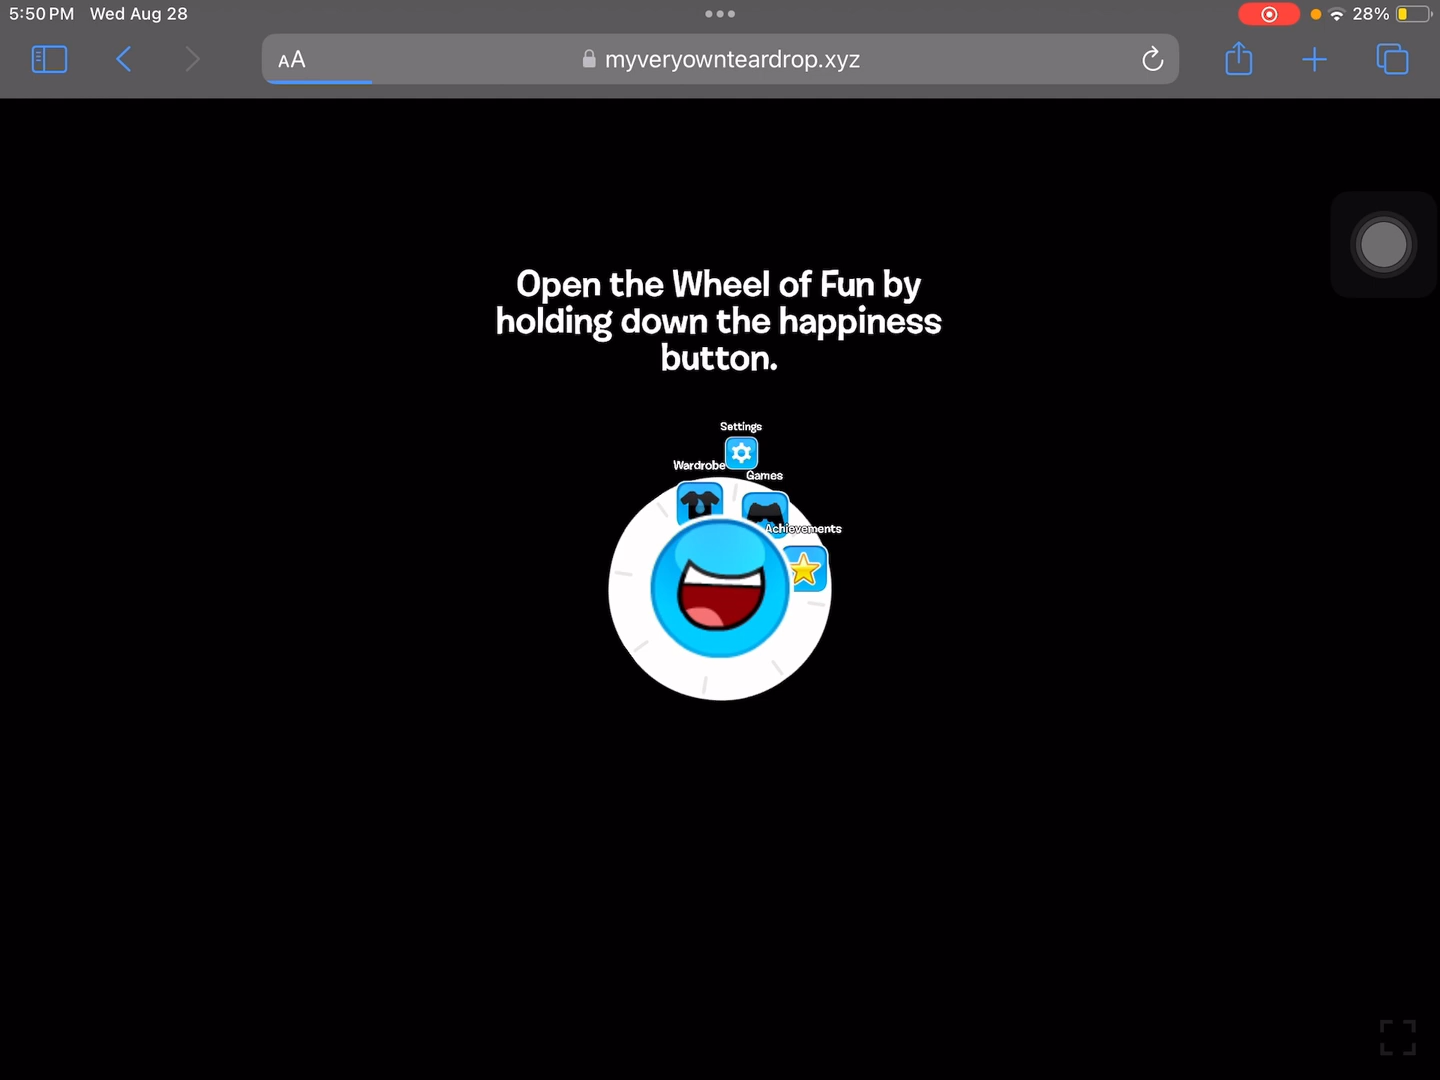 5:50 PM Wed Aug 28
28%
AA
myveryownteardrop.xyz
Open the Wheel of Fun by
holding down the happiness
button.
Settings
Wardrobe
Games
Achievements